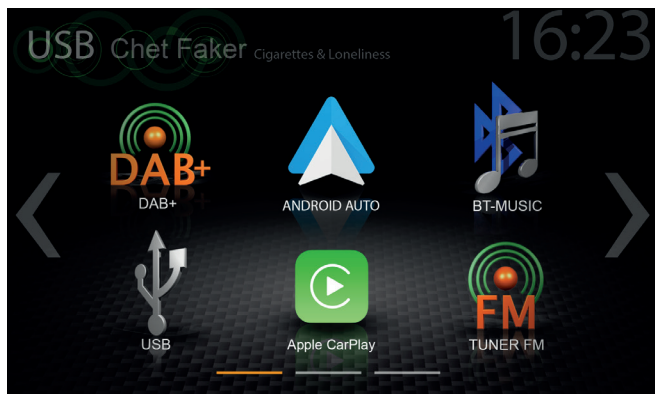 USB Chet Faker Cigarettes & Loneliness 16:23
DAB+
DAB+
ANDROID AUTO
BT-MUSIC
USB
Apple CarPlay
FM
TUNER FM